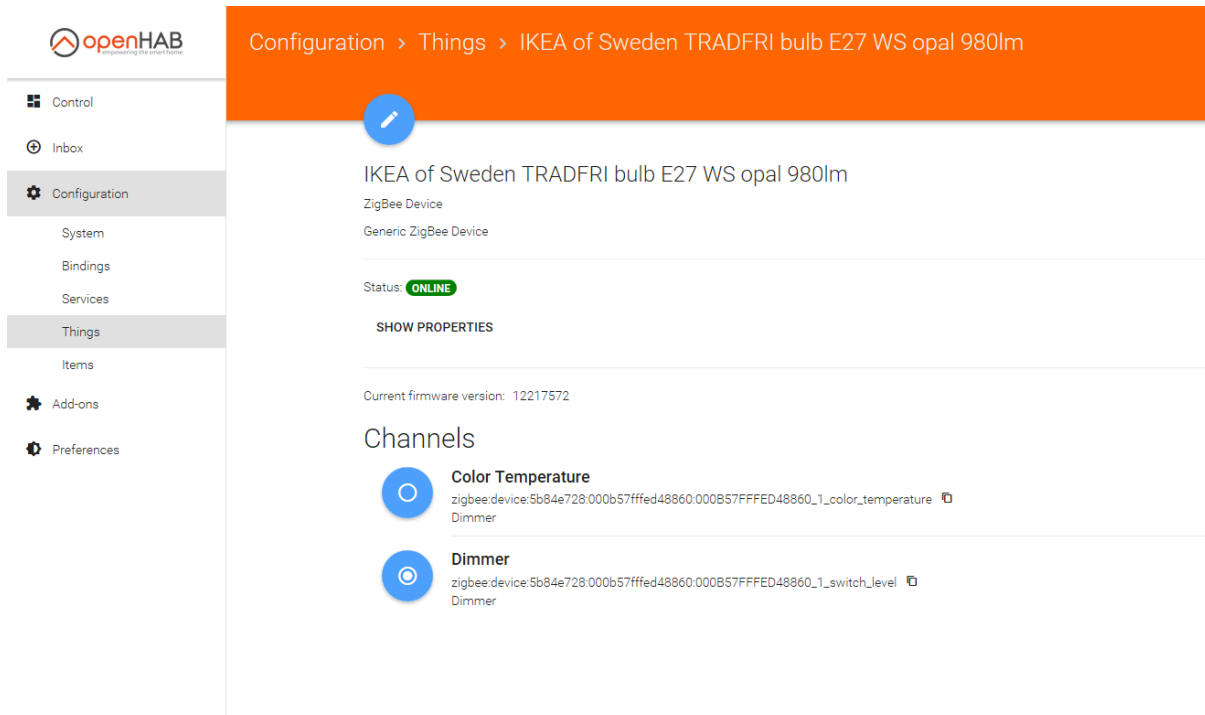 openHAB
empowering the smart home
Control
Inbox
Configuration
System
Bindings
Services
Things
Items
Add-ons
Preferences
Configuration > Things > IKEA of Sweden TRADFRI bulb E27 WS opal 980lm
IKEA of Sweden TRADFRI bulb E27 WS opal 980lm
ZigBee Device
Generic ZigBee Device
Status: ONLINE
SHOW PROPERTIES
Current firmware version: 12217572
Channels
Color Temperature
zigbee:device:5b84e728:000b57fffed48860:000B57FFFED48860_1_color_temperature
Dimmer
Dimmer
zigbee:device:5b84e728:000b57fffed48860:000B57FFFED48860_1_switch_level
Dimmer